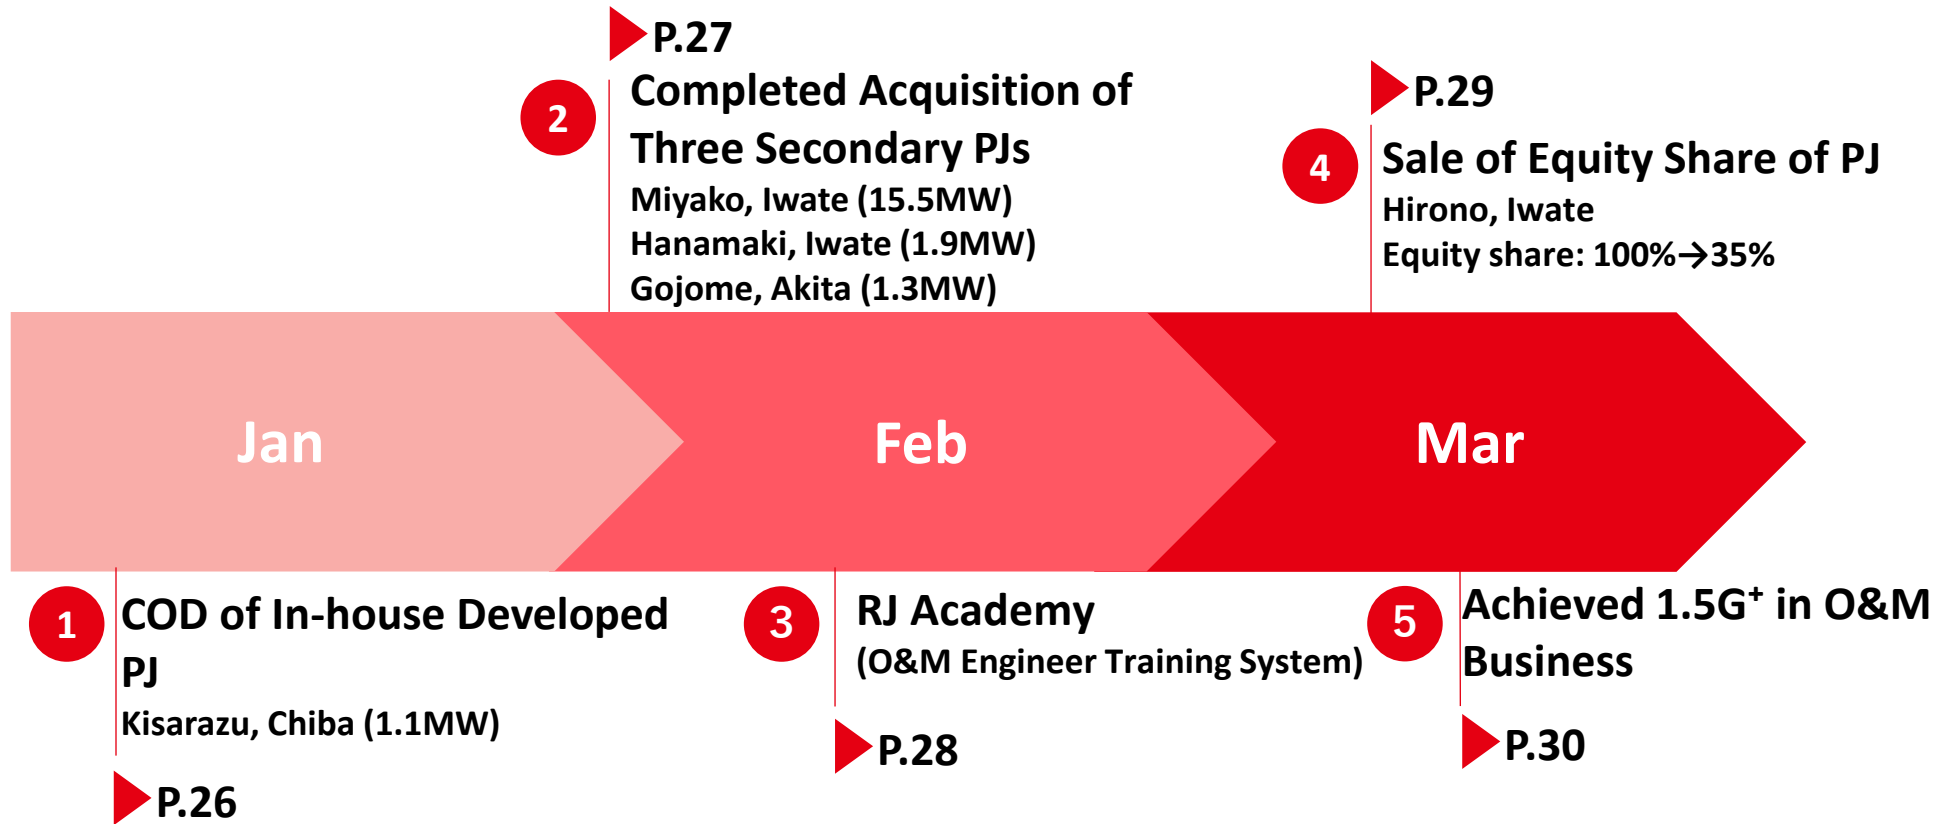 P.27
2
Completed Acquisition of
Three Secondary PJs
Miyako, Iwate (15.5MW)
Hanamaki, Iwate (1.9MW)
Gojome, Akita (1.3MW)
P.29
4
Sale of Equity Share of PJ
Hirono, Iwate
Equity share: 100%→35%
Jan
Feb
Mar
1
COD of In-house Developed
PJ
Kisarazu, Chiba (1.1MW)
P.26
3
RJ Academy
(O&M Engineer Training System)
P.28
5
Achieved 1.5G⁺ in O&M
Business
P.30